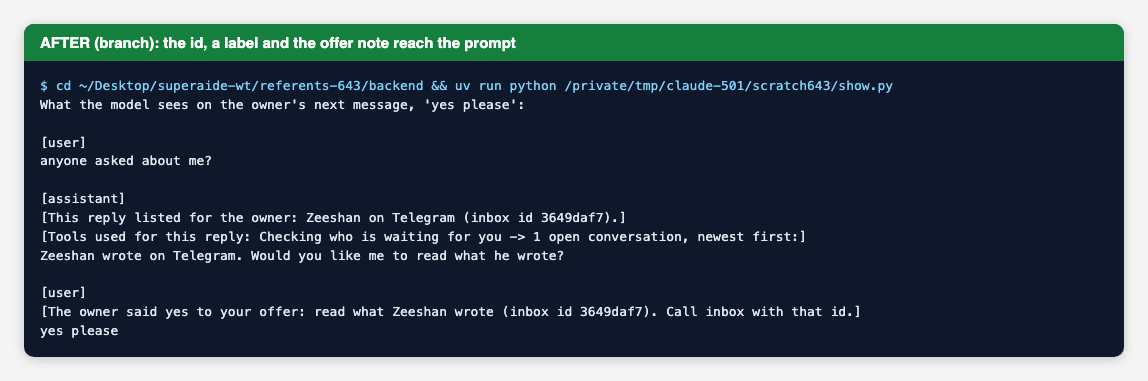 AFTER (branch): the id, a label and the offer note reach the prompt
$ cd ~/Desktop/superaide-wt/referents-643/backend && uv run python /private/tmp/claude-501/scratch643/show.py
What the model sees on the owner's next message, 'yes please':
[user]
anyone asked about me?
[assistant]
[This reply listed for the owner: Zeeshan on Telegram (inbox id 3649daf7).]
[Tools used for this reply: Checking who is waiting for you -> 1 open conversation, newest first:]
Zeeshan wrote on Telegram. Would you like me to read what he wrote?
[user]
[The owner said yes to your offer: read what Zeeshan wrote (inbox id 3649daf7). Call inbox with that id.]
yes please